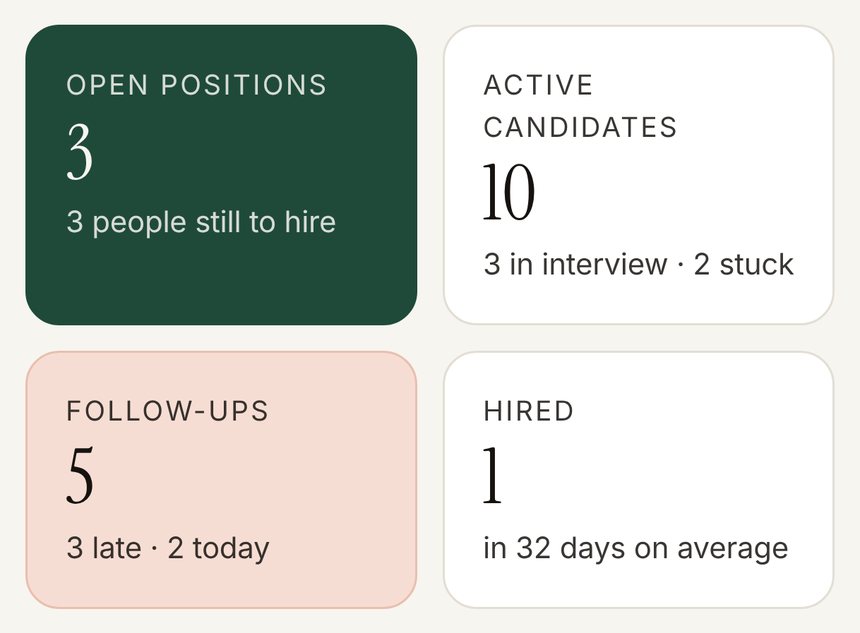 OPEN POSITIONS
3
3 people still to hire
ACTIVE
CANDIDATES
10
3 in interview · 2 stuck
FOLLOW-UPS
5
3 late · 2 today
HIRED
1
in 32 days on average